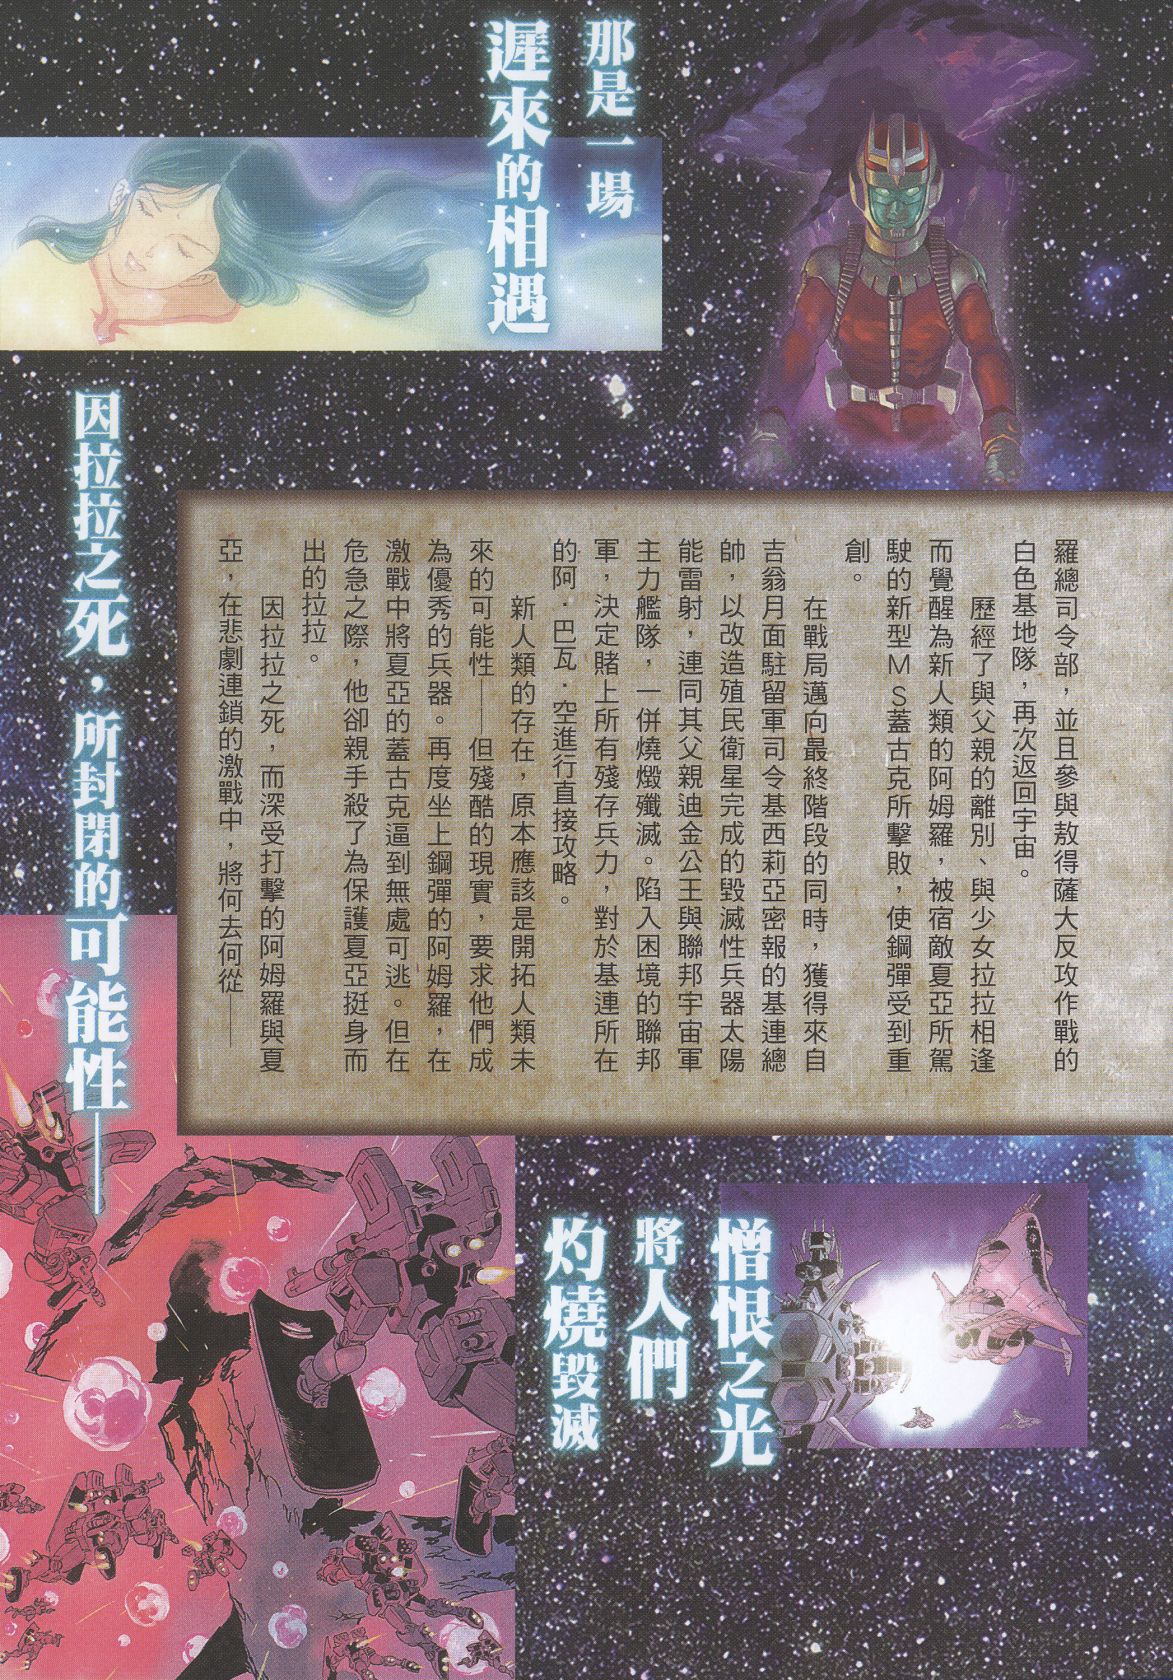 那是一場
遲來的相遇
羅總司令部，並且參與敖得薩大反攻作戰的
白色基地隊，再次返回宇宙。
歷經了與父親的離別、與少女拉拉相逢
而覺醒為新人類的阿姆羅，被宿敵夏亞所駕
駛的新型MS蓋古克所擊敗，使鋼彈受到重
創。
在戰局邁向最終階段的同時，獲得來自
吉翁月面駐留軍司令基西莉亞密報的基連總
帥，以改造殖民衛星完成的毀滅性兵器太陽
能雷射，連同其父親迪金公王與聯邦宇宙軍
主力艦隊，一併燒燬殲滅。陷入困境的聯邦
軍，決定賭上所有殘存兵力，對於基連所在
的阿．巴瓦．空進行直接攻略。
新人類的存在，原本應該是開拓人類未
來的可能性——但殘酷的現實，要求他們成
為優秀的兵器。再度坐上鋼彈的阿姆羅，在
激戰中將夏亞的蓋古克逼到無處可逃。但在
危急之際，他卻親手殺了為保護夏亞挺身而
出的拉拉。
因拉拉之死，而深受打擊的阿姆羅與夏
亞，在悲劇連鎖的激戰中，將何去何從——
因拉拉之死，所封閉的可能性——
憎恨之光
將人們
灼燒毀滅